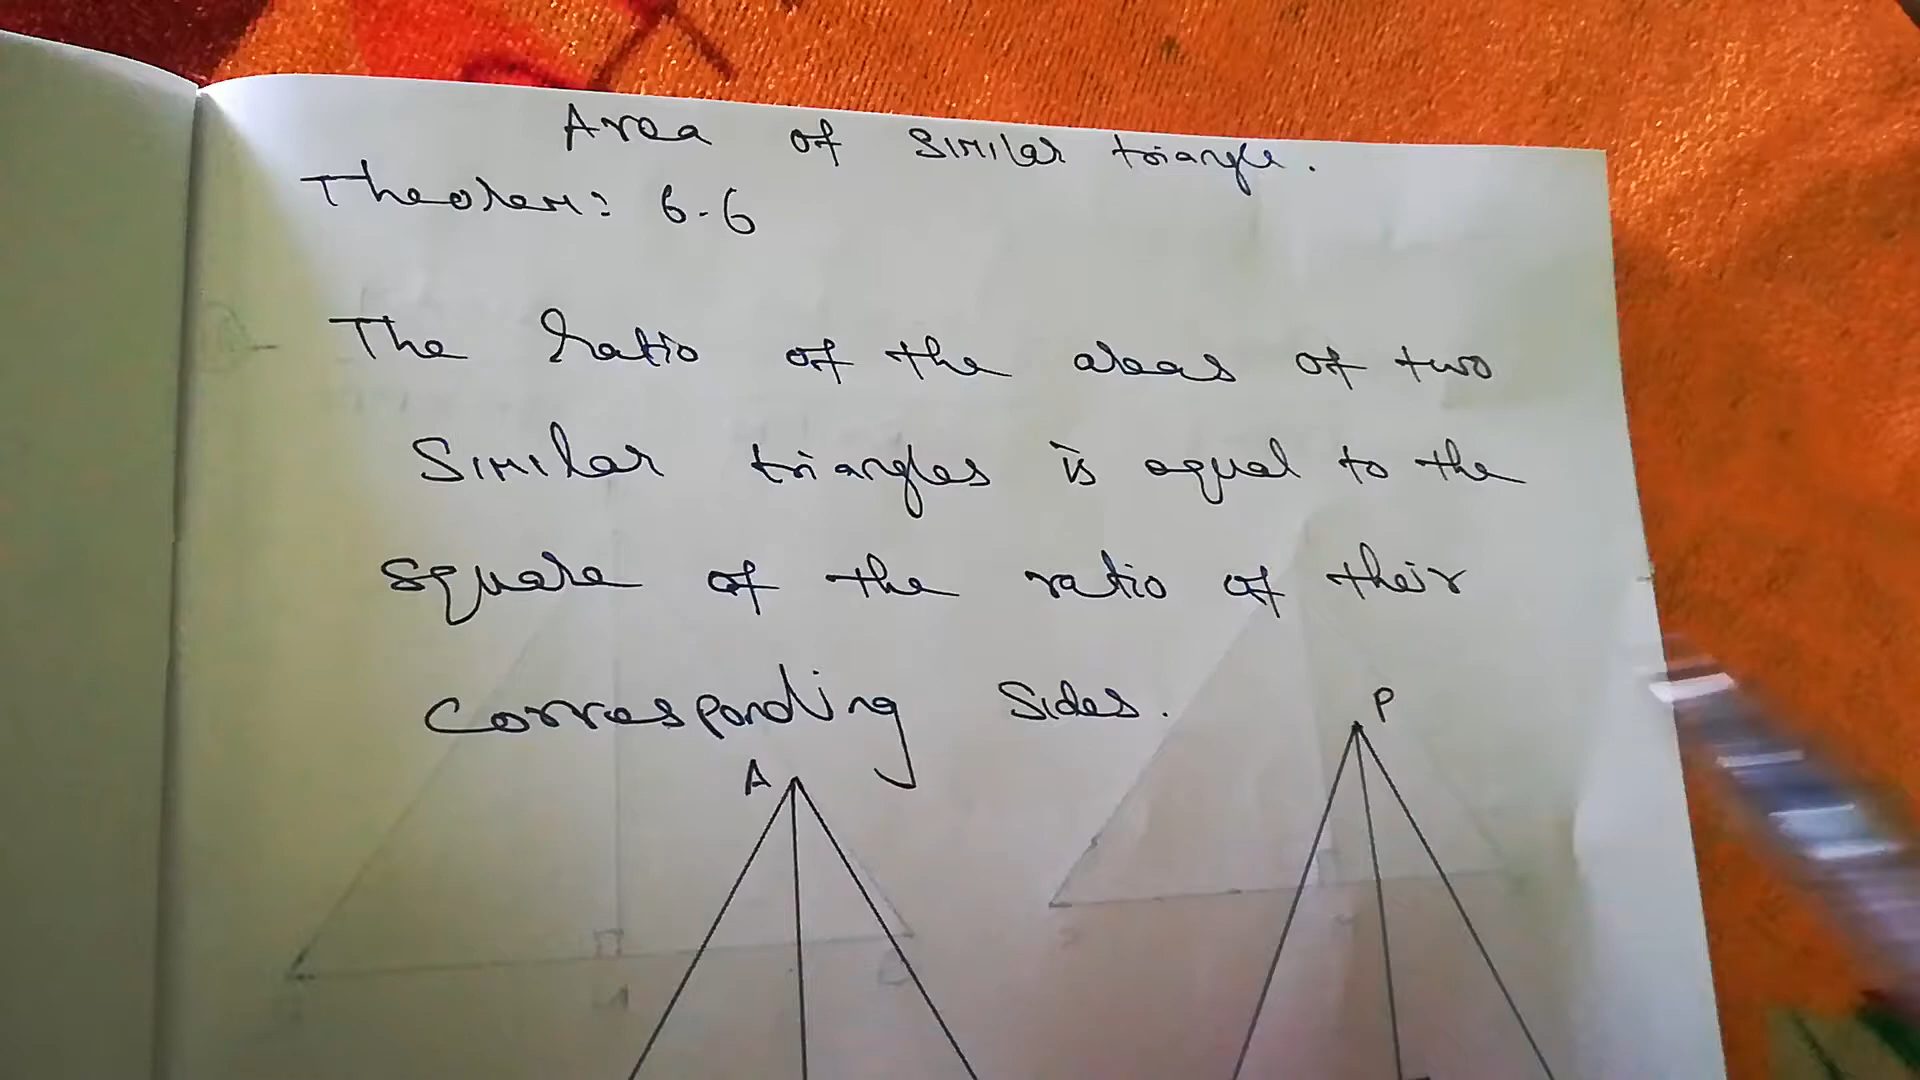 Area of similar triangle.
Theorem: 6.6
The ratio of the areas of two
Similar triangles is equal to the
square of the ratio of their
corresponding Sides.
A
P